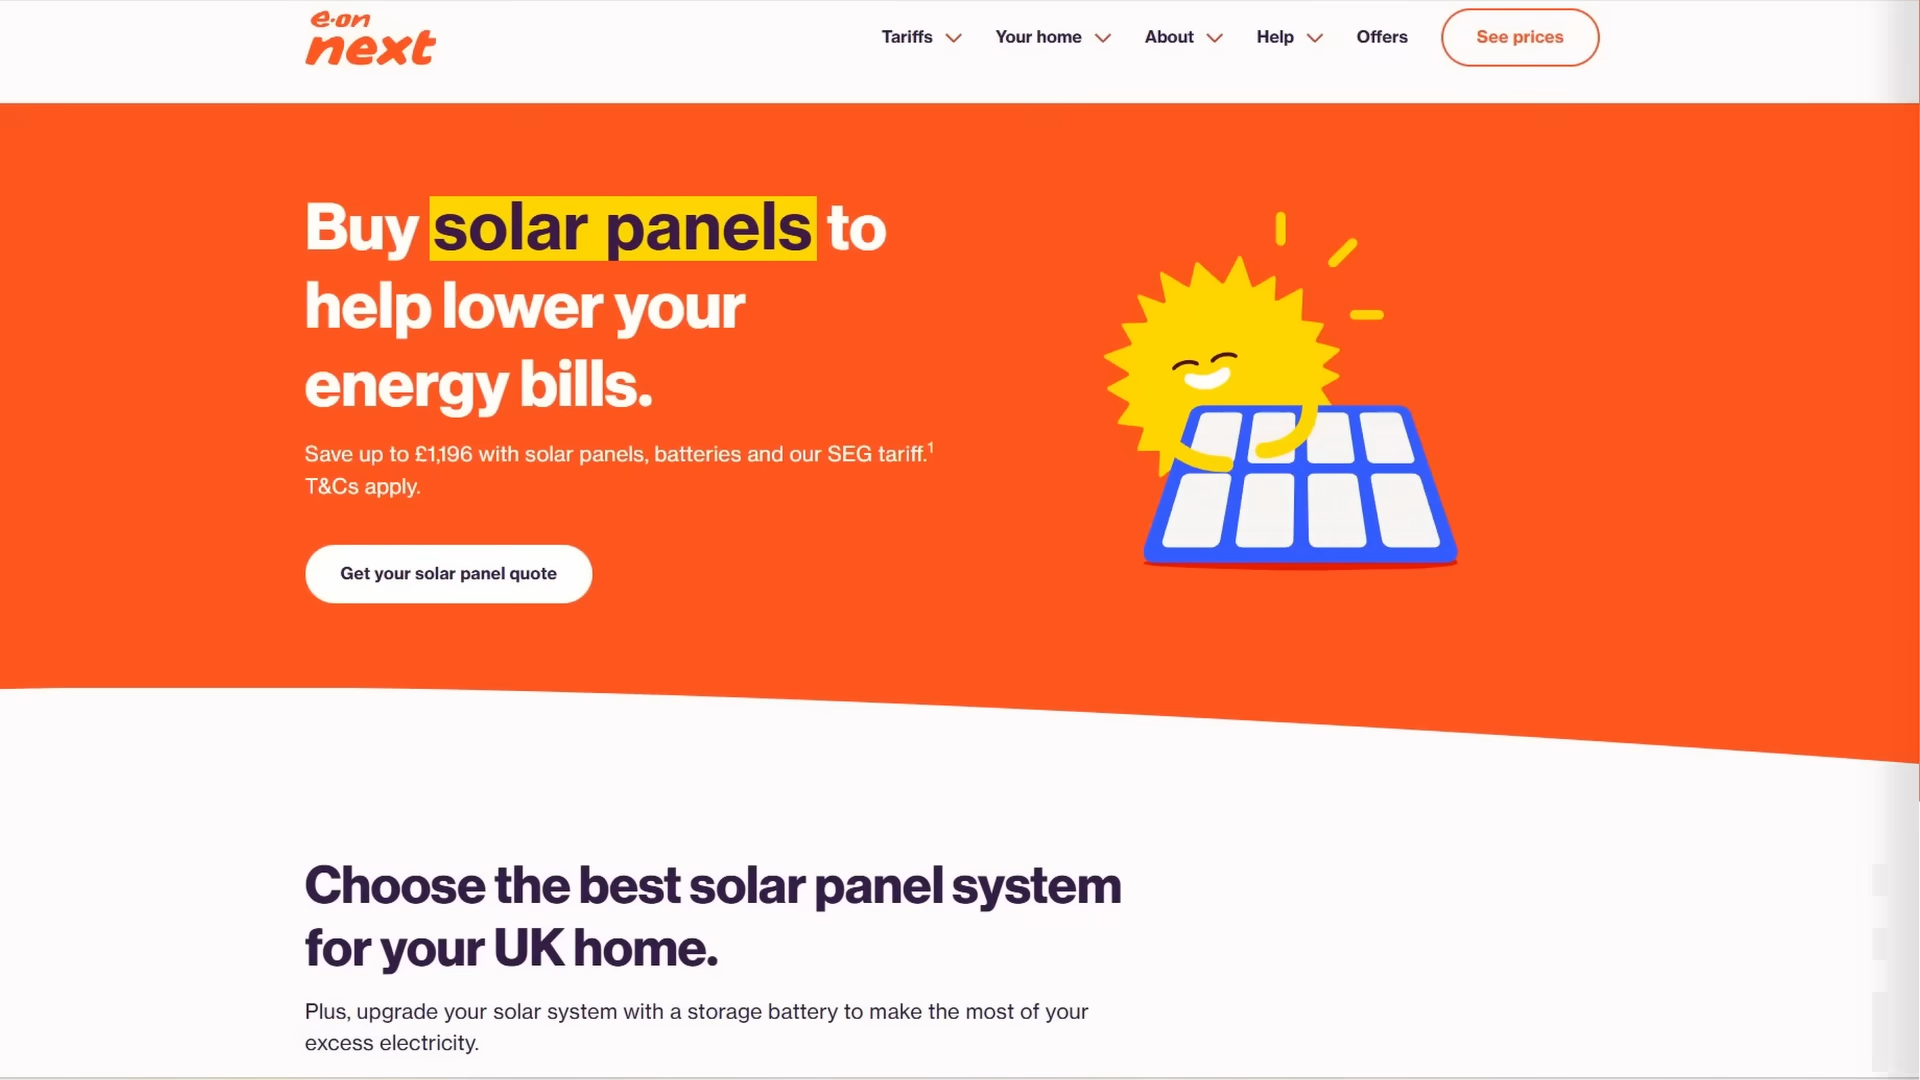 e·on
next
Tariffs
Your home
About
Help
Offers
See prices
Buy solar panels to
help lower your
energy bills.
Save up to £1,196 with solar panels, batteries and our SEG tariff.¹
T&Cs apply.
Get your solar panel quote
Choose the best solar panel system
for your UK home.
Plus, upgrade your solar system with a storage battery to make the most of your
excess electricity.